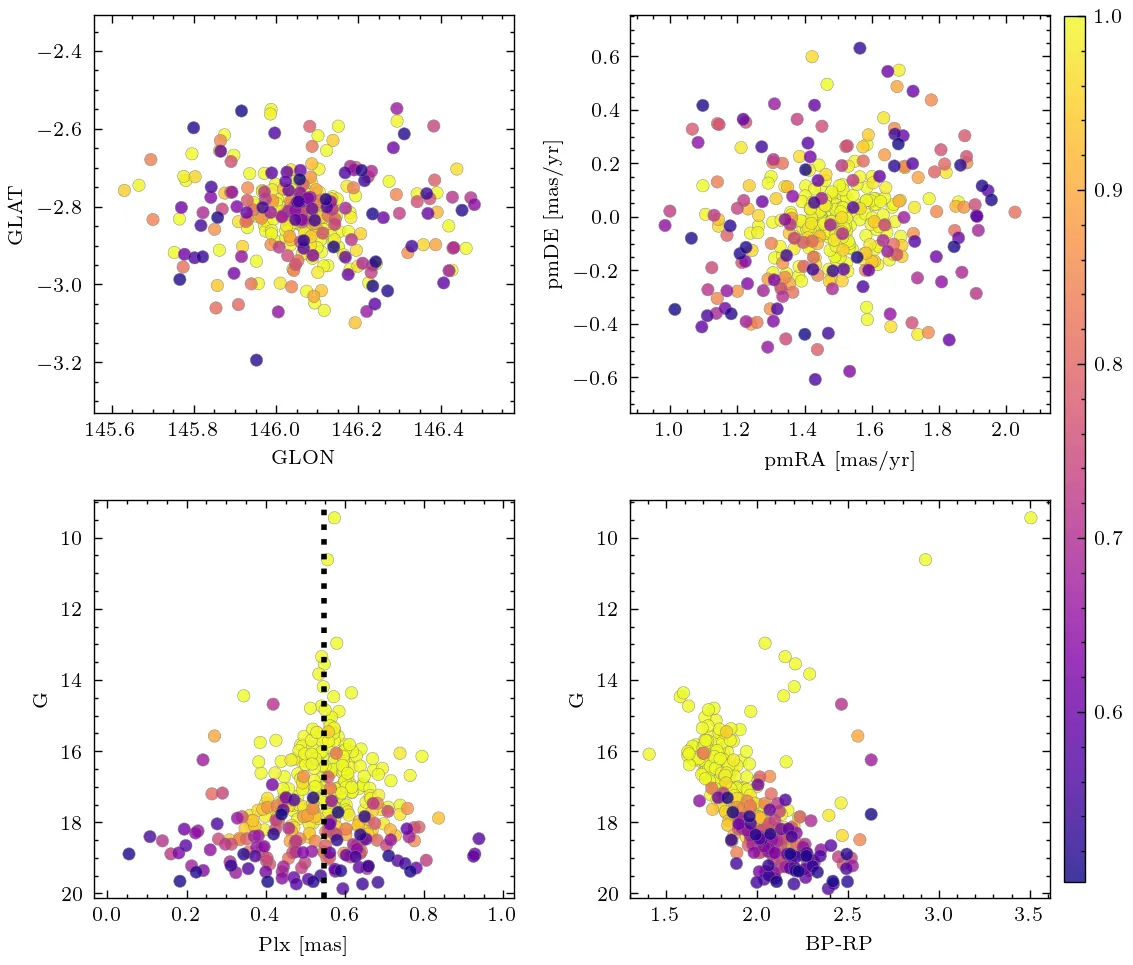 −2.4
−2.6
−2.8
−3.0
−3.2
GLAT
145.6 145.8 146.0 146.2 146.4
GLON
0.6
0.4
0.2
0.0
−0.2
−0.4
−0.6
pmDE [mas/yr]
1.0 1.2 1.4 1.6 1.8 2.0
pmRA [mas/yr]
1.0
0.9
0.8
0.7
0.6
10
12
14
16
18
20
G
0.0 0.2 0.4 0.6 0.8 1.0
Plx [mas]
10
12
14
16
18
20
G
1.5 2.0 2.5 3.0 3.5
BP-RP